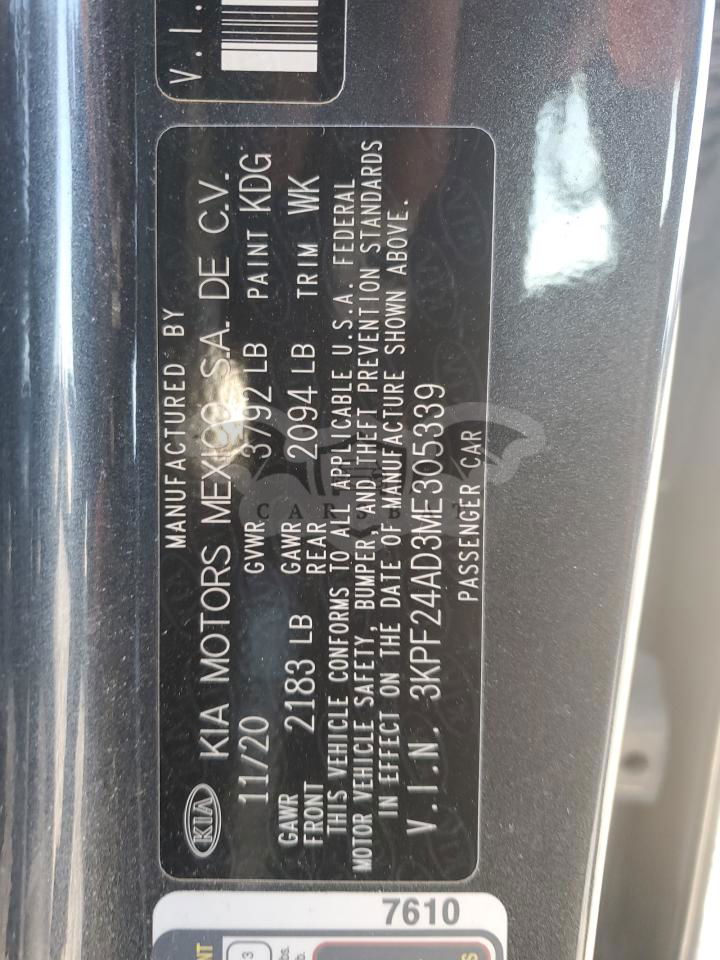 V.I.
MANUFACTURED BY
KIA KIA MOTORS MEXICO S.A. DE C.V.
11/20 GVWR 3792 LB PAINT KDG
GAWR FRONT 2183 LB GAWR REAR 2094 LB TRIM WK
THIS VEHICLE CONFORMS TO ALL APPLICABLE U.S.A. FEDERAL
MOTOR VEHICLE SAFETY, BUMPER, AND THEFT PREVENTION STANDARDS
IN EFFECT ON THE DATE OF MANUFACTURE SHOWN ABOVE.
V.I.N. 3KPF24AD3ME305339
PASSENGER CAR
CARSBAT
7610